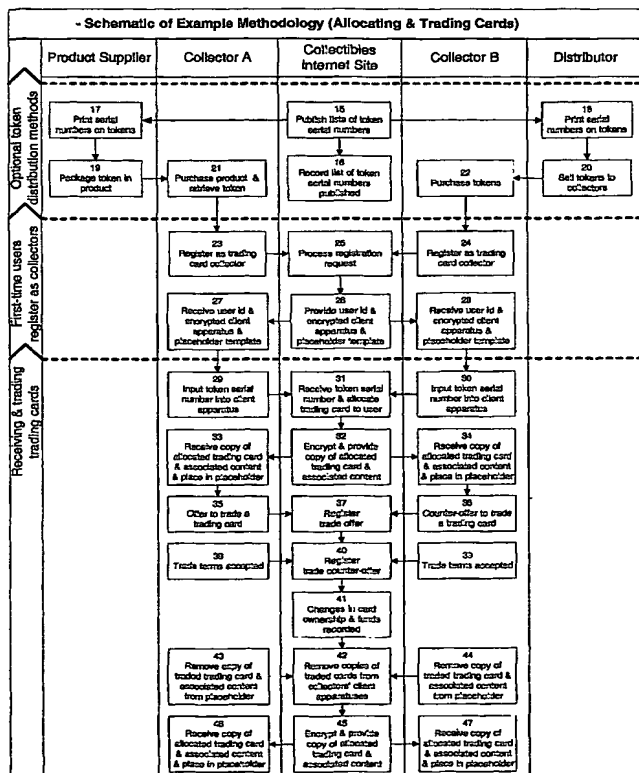 - Schematic of Example Methodology (Allocating & Trading Cards)
Product Supplier
Collector A
Collectibles
Internet Site
Collector B
Distributor
Optional token
distribution methods
17
Print serial
numbers on tokens
15
Publish lists of token
serial numbers
18
Print serial
numbers on tokens
19
Package token in
product
21
Purchase product &
retrieve token
16
Record list of token
serial numbers
published
22
Purchase tokens
20
Sell tokens to
collectors
First-time users
register as collectors
23
Register as trading
card collector
25
Process registration
request
24
Register as trading
card collector
27
Receive user id &
encrypted client
apparatus &
placeholder template
26
Provide user id &
encrypted client
apparatus &
placeholder template
28
Receive user id &
encrypted client
apparatus &
placeholder template
Receiving & trading
trading cards
29
Input token serial
number into client
apparatus
31
Receive token serial
number & allocate
trading card to user
30
Input token serial
number into client
apparatus
33
Receive copy of
allocated trading card
& associated content
& place in placeholder
32
Encrypt & provide
copy of allocated
trading card &
associated content
34
Receive copy of
allocated trading card
& associated content
& place in placeholder
35
Offer to trade a
trading card
37
Register
trade offer
36
Counter-offer to trade
a trading card
38
Trade terms accepted
40
Register
trade counter-offer
39
Trade terms accepted
41
Changes in card
ownership & funds
recorded
43
Remove copy of
traded trading card &
associated content
from placeholder
42
Remove copies of
traded cards from
collectors' client
apparatuses
44
Remove copy of
traded trading card &
associated content
from placeholder
46
Receive copy of
allocated trading card
& associated content
& place in placeholder
45
Encrypt & provide
copy of allocated
trading card &
associated content
47
Receive copy of
allocated trading card
& associated content
& place in placeholder